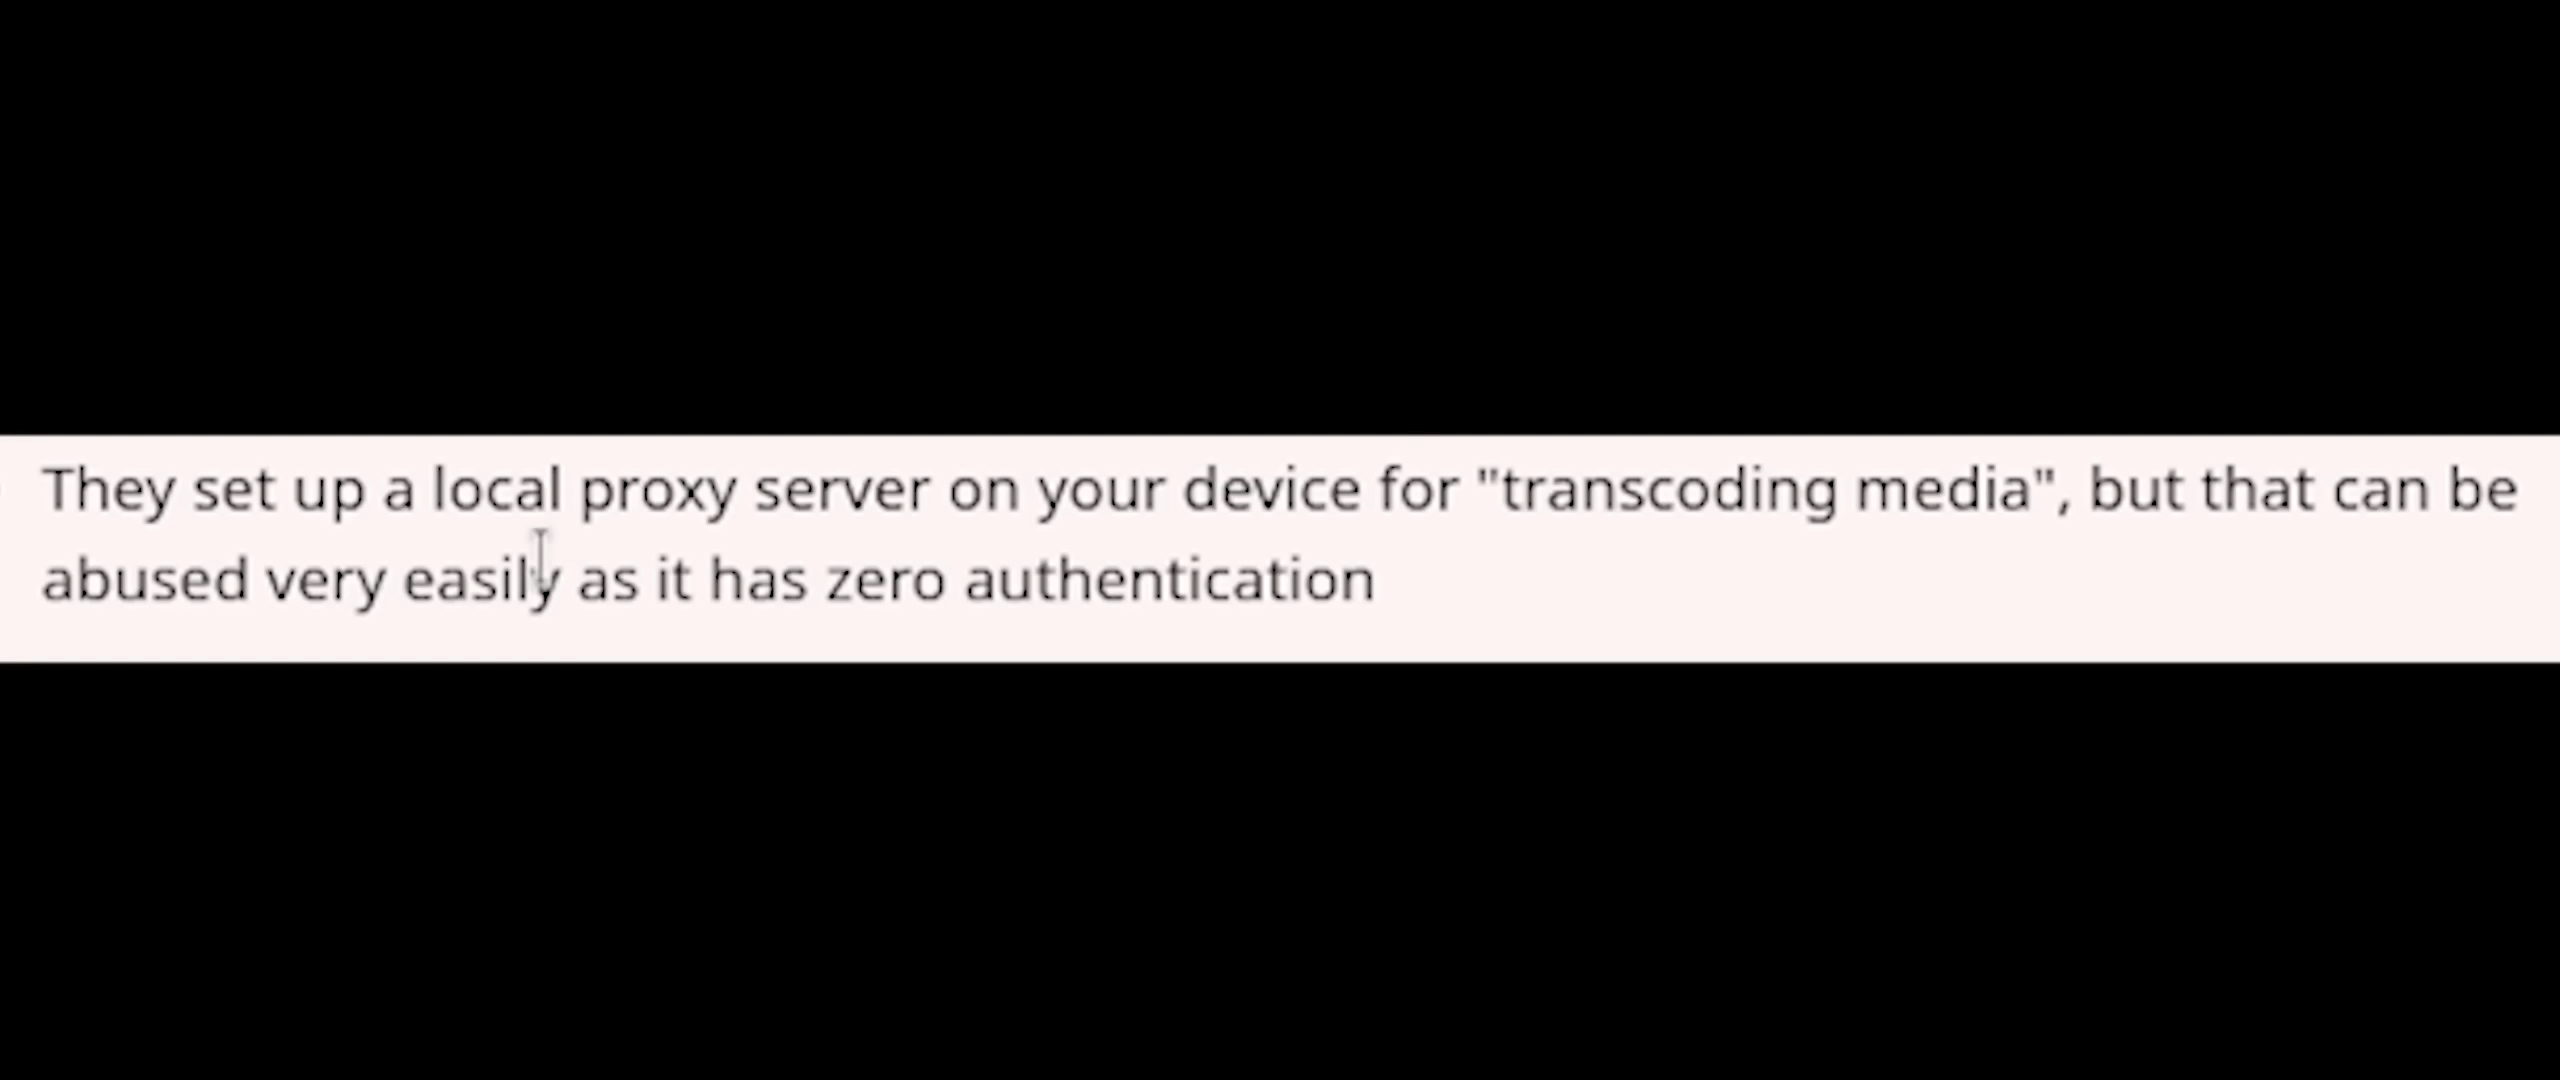 They set up a local proxy server on your device for "transcoding media", but that can be
abused very easily as it has zero authentication